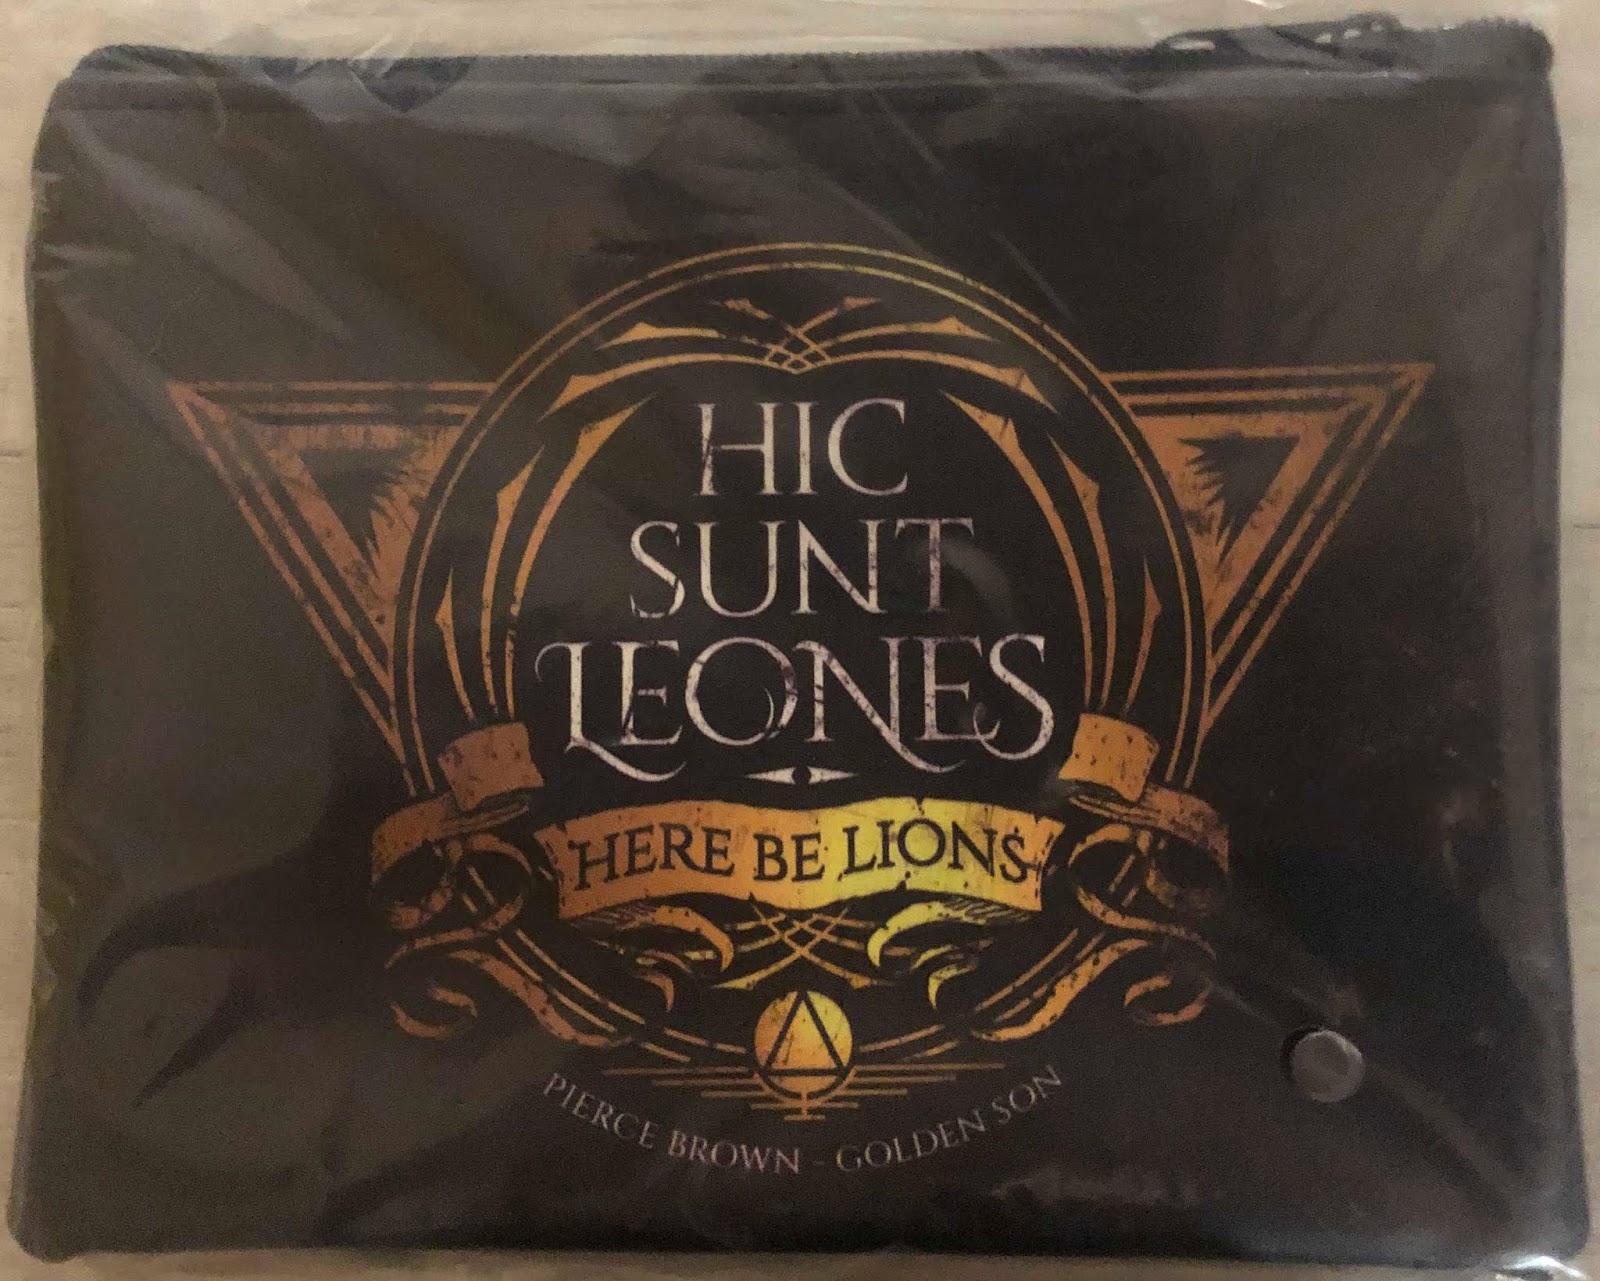 HIC
SUNT
LEONES
HERE BE LIONS
PIERCE BROWN - GOLDEN SON